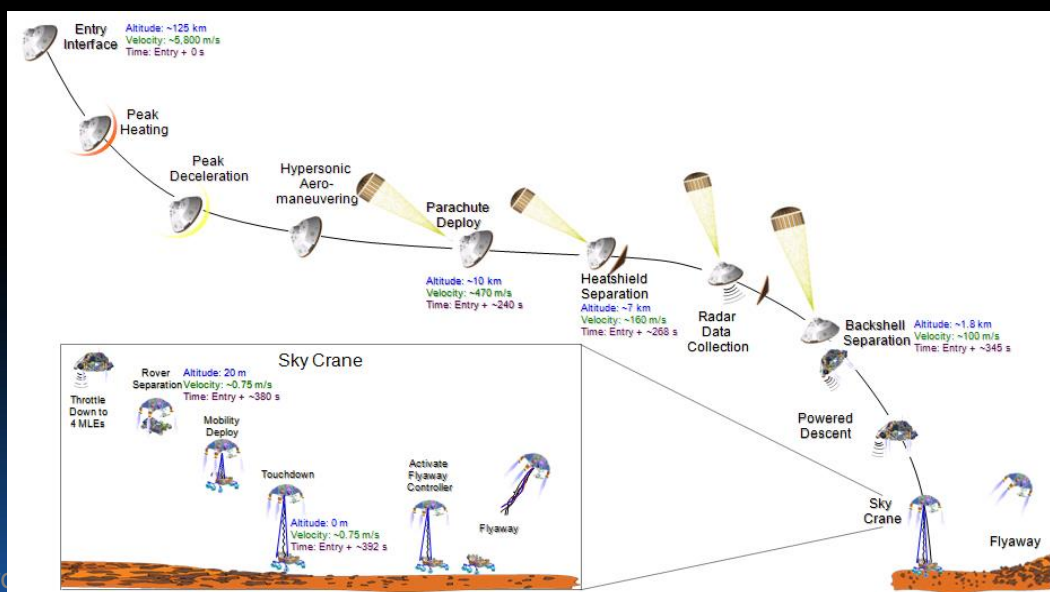 Entry
Interface
Altitude: ~125 km
Velocity: ~5,800 m/s
Time: Entry + 0 s
Peak
Heating
Peak
Deceleration
Hypersonic
Aero-
maneuvering
Parachute
Deploy
Altitude: ~10 km
Velocity: ~470 m/s
Time: Entry + ~240 s
Heatshield
Separation
Altitude: ~7 km
Velocity: ~160 m/s
Time: Entry + ~268 s
Radar
Data
Collection
Backshell
Separation
Altitude: ~1.8 km
Velocity: ~100 m/s
Time: Entry + ~345 s
Powered
Descent
Sky
Crane
Flyaway
Sky Crane
Throttle
Down to
4 MLEs
Rover
Separation
Altitude: 20 m
Velocity: ~0.75 m/s
Time: Entry + ~380 s
Mobility
Deploy
Touchdown
Altitude: 0 m
Velocity: ~0.75 m/s
Time: Entry + ~392 s
Activate
Flyaway
Controller
Flyaway